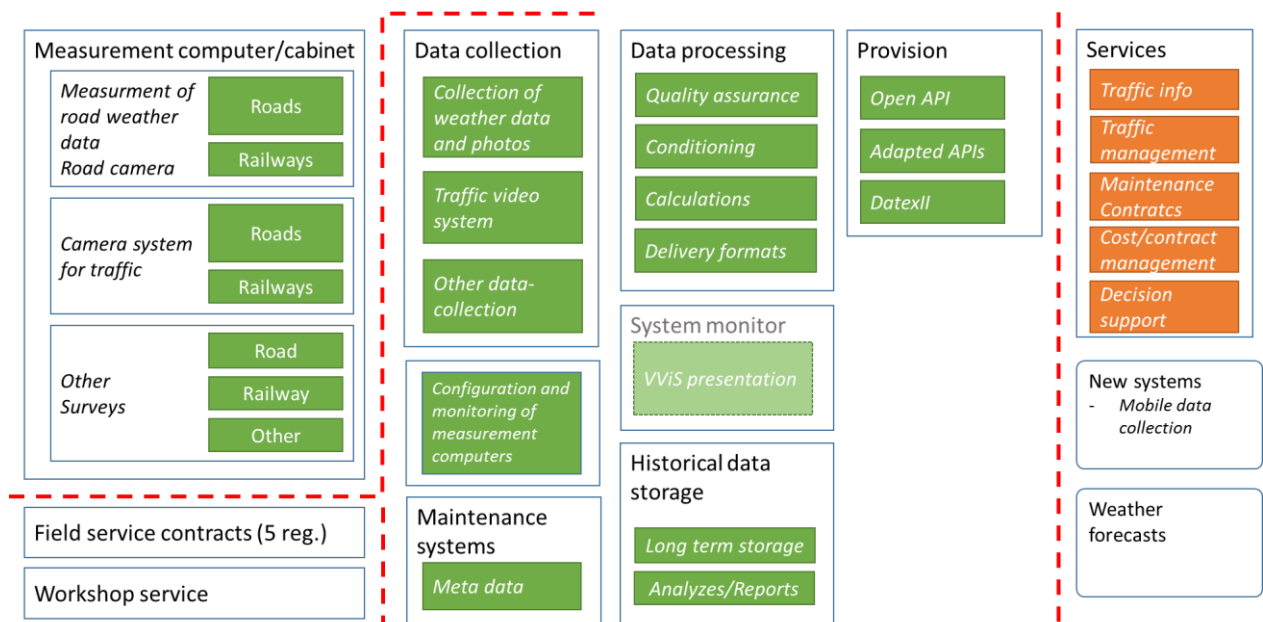 Measurement computer/cabinet
Measurment of
road weather
data
Road camera
Roads
Railways
Camera system
for traffic
Roads
Railways
Other
Surveys
Road
Railway
Other
Field service contracts (5 reg.)
Workshop service
Data collection
Collection of
weather data
and photos
Traffic video
system
Other data-
collection
Configuration and
monitoring of
measurement
computers
Maintenance
systems
Meta data
Data processing
Quality assurance
Conditioning
Calculations
Delivery formats
System monitor
VViS presentation
Historical data
storage
Long term storage
Analyzes/Reports
Provision
Open API
Adapted APIs
DatexII
Services
Traffic info
Traffic
management
Maintenance
Contratcs
Cost/contract
management
Decision
support
New systems
- Mobile data
collection
Weather
forecasts